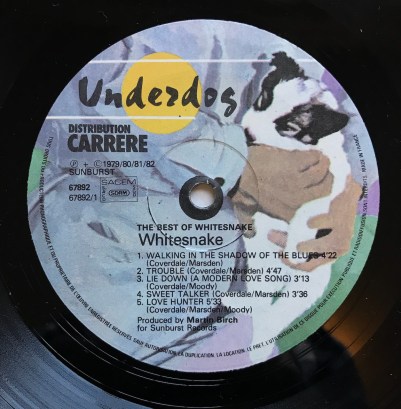 Underdog
DISTRIBUTION
CARRERE
Ⓟ + © 1979/80/81/82
SUNBURST
67892
67892/1
SACEM
SDRM
THE BEST OF WHITESNAKE
Whitesnake
1. WALKING IN THE SHADOW OF THE BLUES 4'22
(Coverdale/Marsden)
2. TROUBLE (Coverdale/Marsden) 4'47
3. LIE DOWN (A MODERN LOVE SONG) 3'13
(Coverdale/Moody)
4. SWEET TALKER (Coverdale/Marsden) 3'36
5. LOVE HUNTER 5'33
(Coverdale/Marsden/Moody)
Produced by Martin Birch
for Sunburst Records